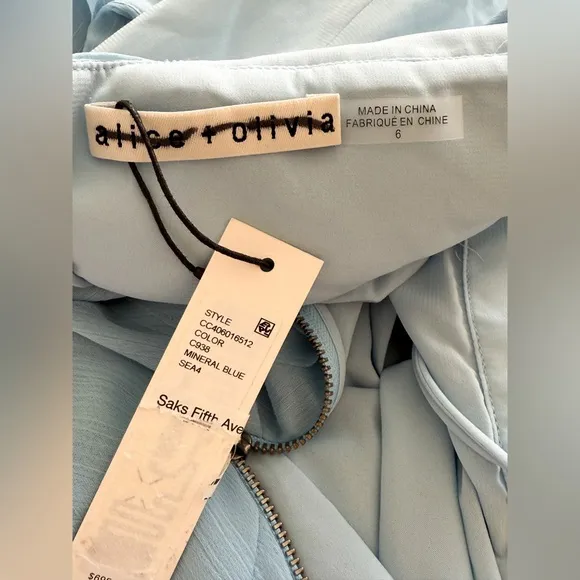 alice + olivia
MADE IN CHINA
FABRIQUÉ EN CHINE
6
STYLE
CC406016512
COLOR
C938
MINERAL BLUE
SEA4
Saks Fifth Ave